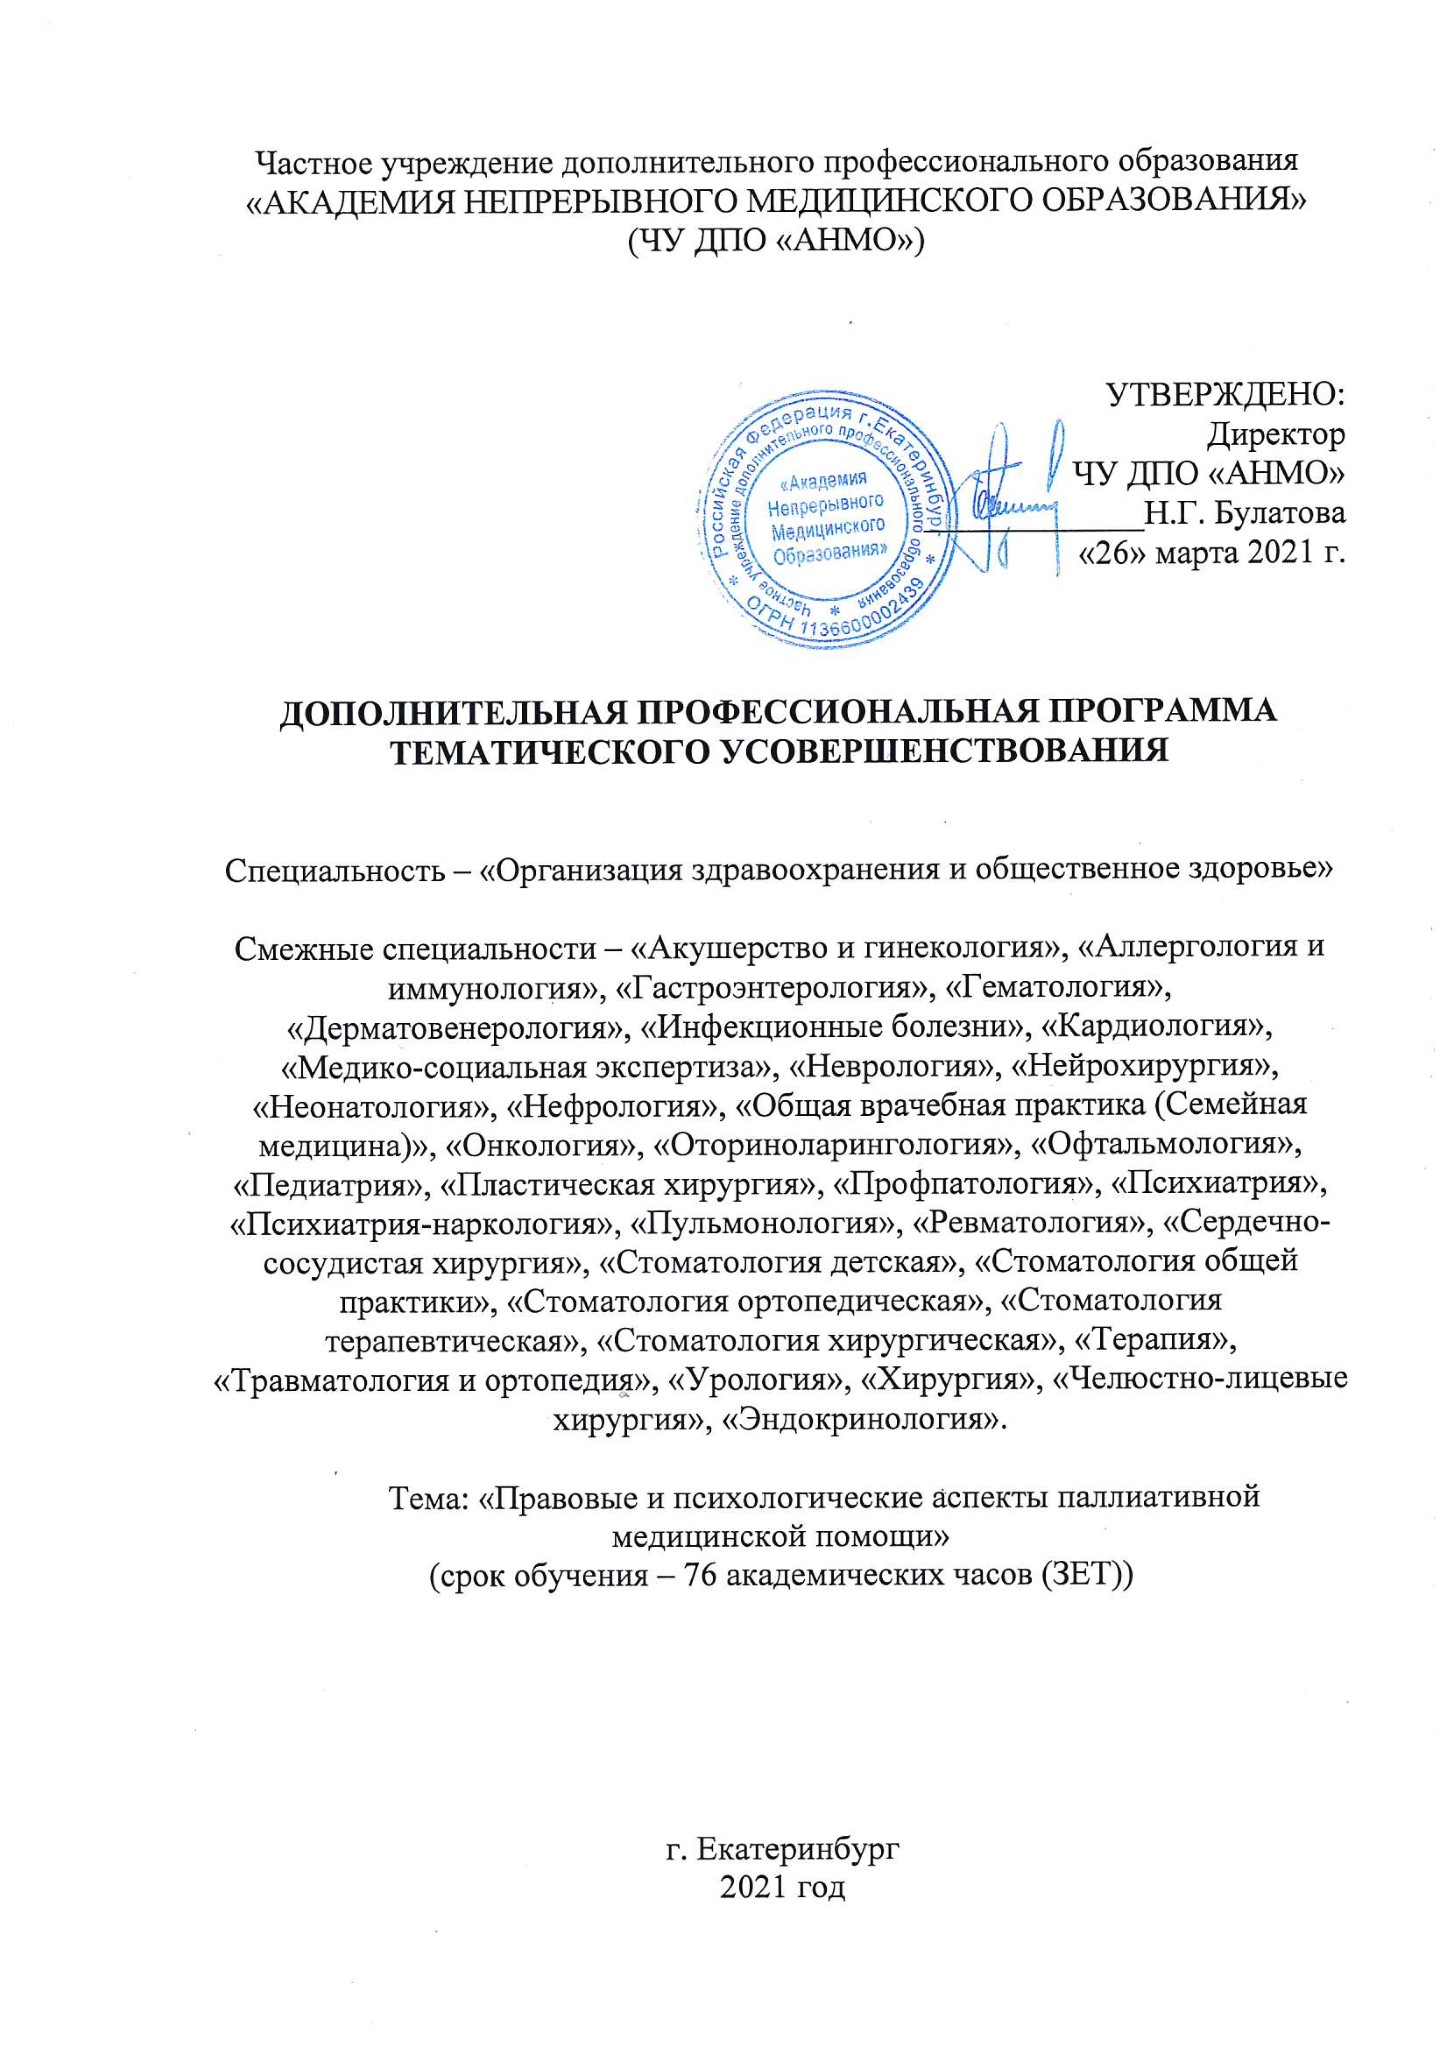 Частное учреждение дополнительного профессионального образования
«АКАДЕМИЯ НЕПРЕРЫВНОГО МЕДИЦИНСКОГО ОБРАЗОВАНИЯ»
(ЧУ ДПО «АНМО»)
УТВЕРЖДЕНО:
Директор
ЧУ ДПО «АНМО»
Н.Г. Булатова
«26» марта 2021 г.
Российская Федерация г.Екатеринбург
ОГРН 1136600002439
Частное учреждение дополнительного профессионального образования
«Академия
Непрерывного
Медицинского
Образования»
ДОПОЛНИТЕЛЬНАЯ ПРОФЕССИОНАЛЬНАЯ ПРОГРАММА
ТЕМАТИЧЕСКОГО УСОВЕРШЕНСТВОВАНИЯ
Специальность – «Организация здравоохранения и общественное здоровье»
Смежные специальности – «Акушерство и гинекология», «Аллергология и
иммунология», «Гастроэнтерология», «Гематология»,
«Дерматовенерология», «Инфекционные болезни», «Кардиология»,
«Медико-социальная экспертиза», «Неврология», «Нейрохирургия»,
«Неонатология», «Нефрология», «Общая врачебная практика (Семейная
медицина)», «Онкология», «Оториноларингология», «Офтальмология»,
«Педиатрия», «Пластическая хирургия», «Профпатология», «Психиатрия»,
«Психиатрия-наркология», «Пульмонология», «Ревматология», «Сердечно-
сосудистая хирургия», «Стоматология детская», «Стоматология общей
практики», «Стоматология ортопедическая», «Стоматология
терапевтическая», «Стоматология хирургическая», «Терапия»,
«Травматология и ортопедия», «Урология», «Хирургия», «Челюстно-лицевые
хирургия», «Эндокринология».
Тема: «Правовые и психологические аспекты паллиативной
медицинской помощи»
(срок обучения – 76 академических часов (ЗЕТ))
г. Екатеринбург
2021 год